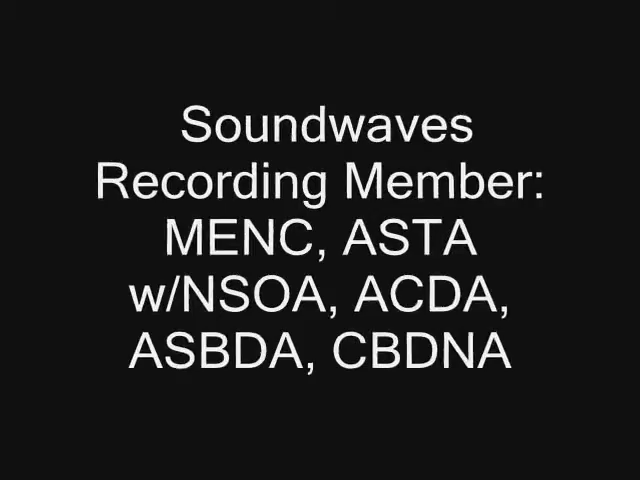 Soundwaves
Recording Member:
MENC, ASTA
w/NSOA, ACDA,
ASBDA, CBDNA